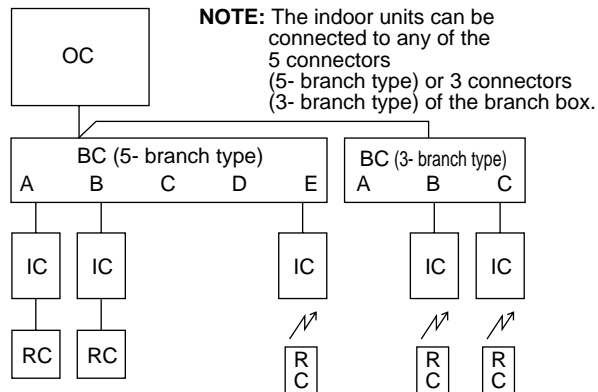 NOTE: The indoor units can be
connected to any of the
5 connectors
(5- branch type) or 3 connectors
(3- branch type) of the branch box.
OC
BC (5- branch type)
A B C D E
BC (3- branch type)
A B C
IC IC IC IC IC
RC RC
R
C
R
C
R
C